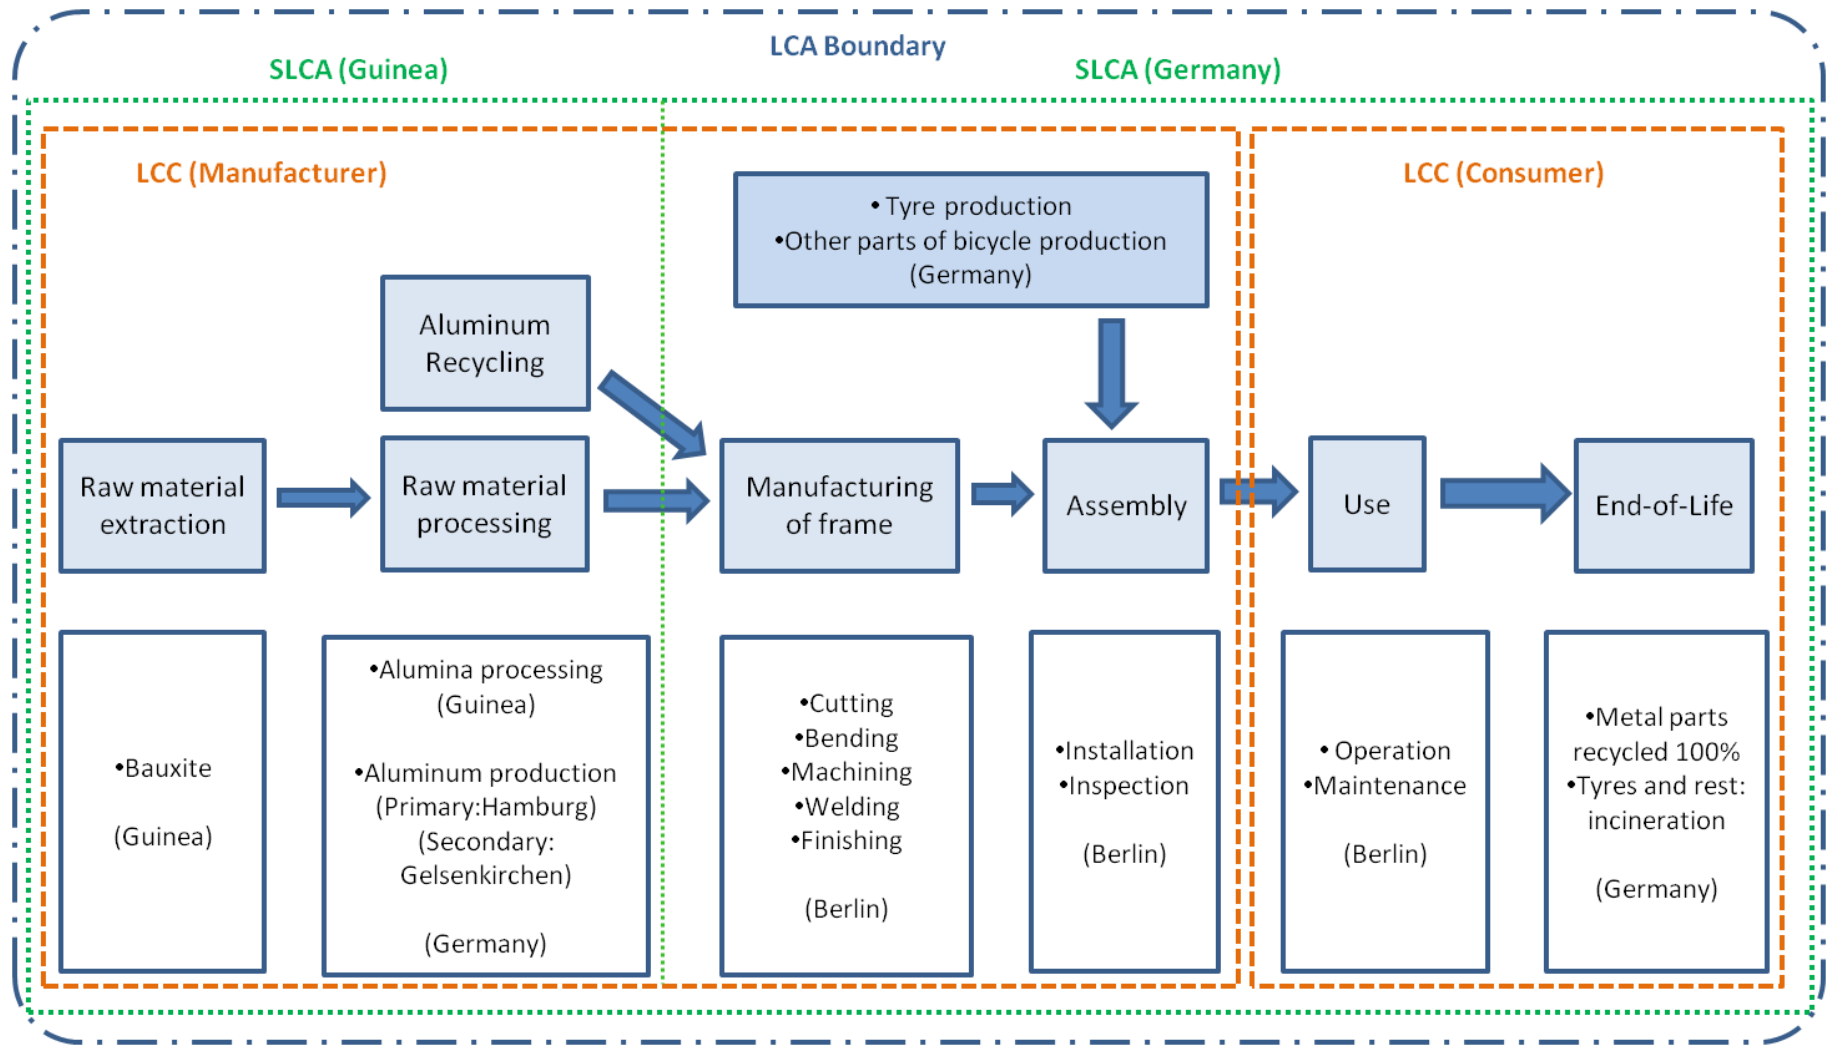 LCA Boundary
SLCA (Guinea)
SLCA (Germany)
LCC (Manufacturer)
LCC (Consumer)
• Tyre production
•Other parts of bicycle production
(Germany)
Aluminum
Recycling
Raw material
extraction
Raw material
processing
Manufacturing
of frame
Assembly
Use
End-of-Life
•Bauxite
(Guinea)
•Alumina processing
(Guinea)
•Aluminum production
(Primary:Hamburg)
(Secondary:
Gelsenkirchen)
(Germany)
•Cutting
•Bending
•Machining
•Welding
•Finishing
(Berlin)
•Installation
•Inspection
(Berlin)
• Operation
•Maintenance
(Berlin)
•Metal parts
recycled 100%
•Tyres and rest:
incineration
(Germany)